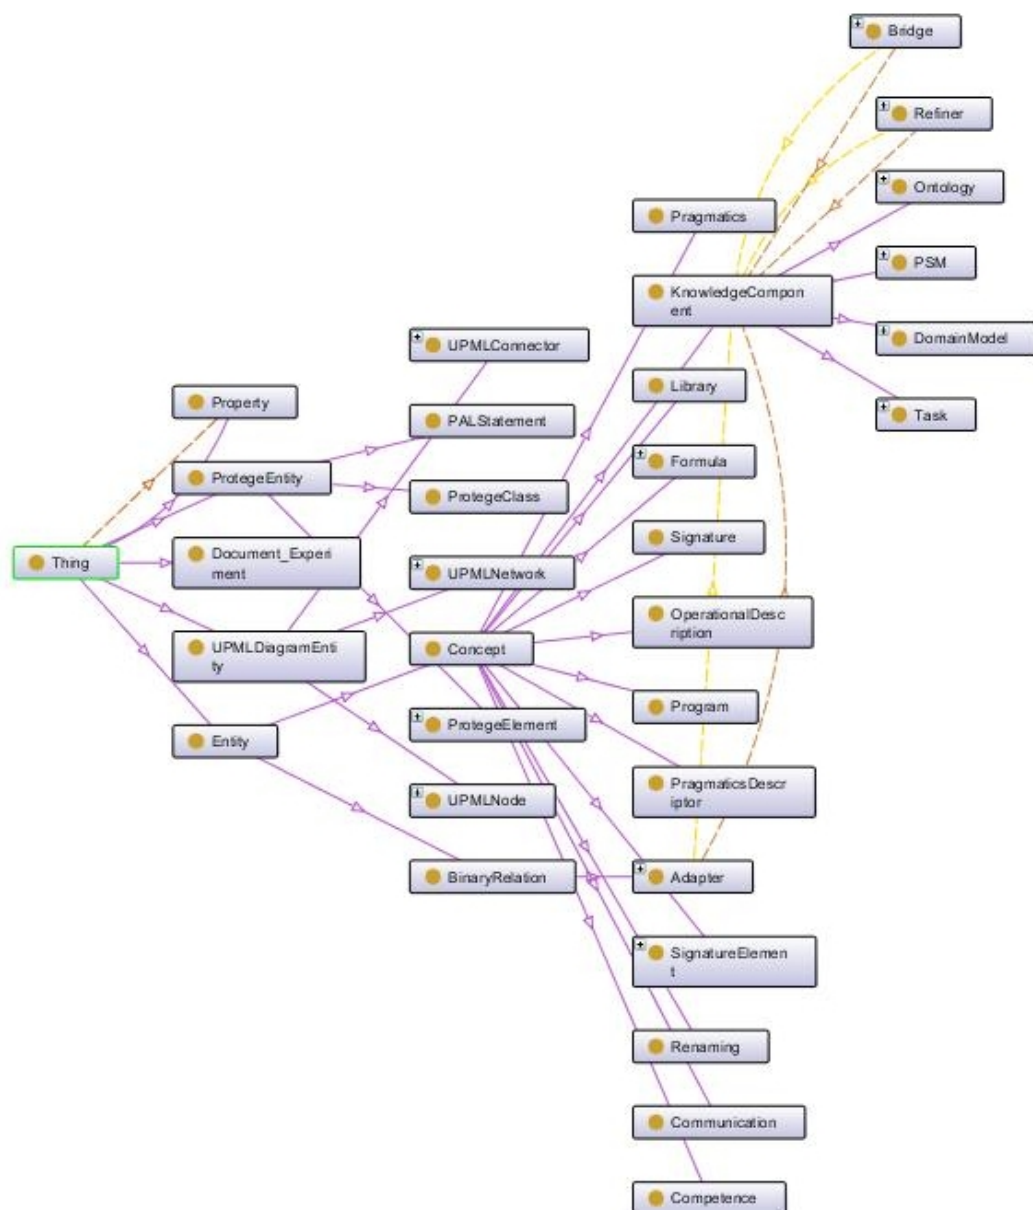 Bridge
Refiner
Ontology
Pragmatics
PSM
KnowledgeCompon
ent
DomainModel
UPMLConnector
Library
Task
Property
PALStatement
Formula
ProtegeEntity
ProtegeClass
Signature
Thing
Document_Experi
ment
UPMLNetwork
OperationalDesc
ription
UPMLDiagramEnti
ty
Concept
Program
Entity
ProtegeElement
PragmaticsDescr
iptor
UPMLNode
BinaryRelation
Adapter
SignatureElemen
t
Renaming
Communication
Competence